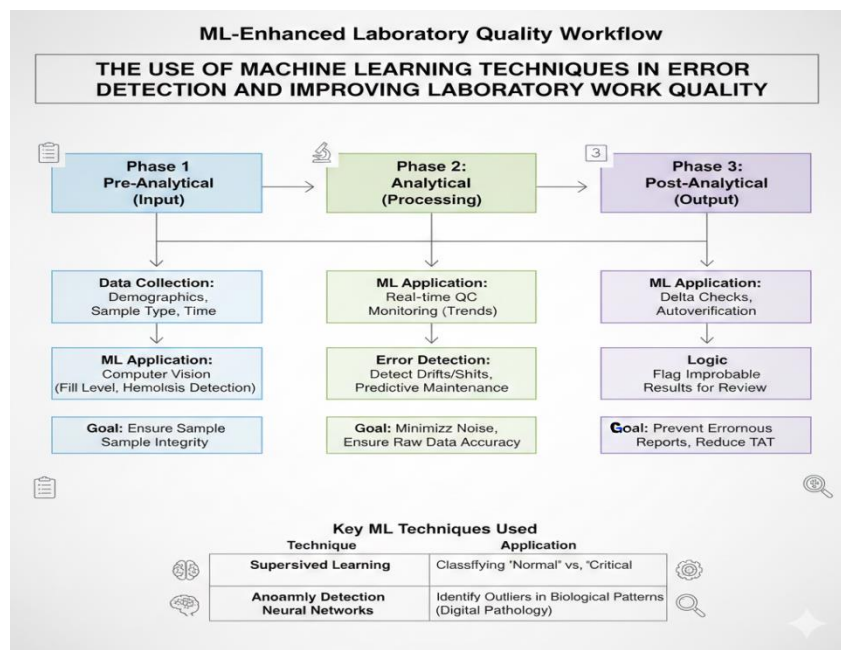 ML-Enhanced Laboratory Quality Workflow
THE USE OF MACHINE LEARNING TECHNIQUES IN ERROR
DETECTION AND IMPROVING LABORATORY WORK QUALITY
Phase 1
Pre-Analytical
(Input)
Phase 2:
Analytical
(Processing)
3
Phase 3:
Post-Analytical
(Output)
Data Collection:
Demographics,
Sample Type, Time
ML Application:
Real-time QC
Monitoring (Trends)
ML Application:
Delta Checks,
Autoverification
ML Application:
Computer Vision
(Fill Level, Hemolsis Detection)
Error Detection:
Detect Drifts/Shits,
Predictive Maintenance
Logic
Flag Improbable
Results for Review
Goal: Ensure Sample
Sample Integrity
Goal: Minimizz Noise,
Ensure Raw Data Accuracy
Goal: Prevent Erromous
Reports, Reduce TAT
Key ML Techniques Used
Technique
Application
Supersived Learning
Classffying "Normal" vs, "Critical
Anoarmly Detection
Neural Networks
Identify Outliers in Biological Patterns
(Digital Pathology)